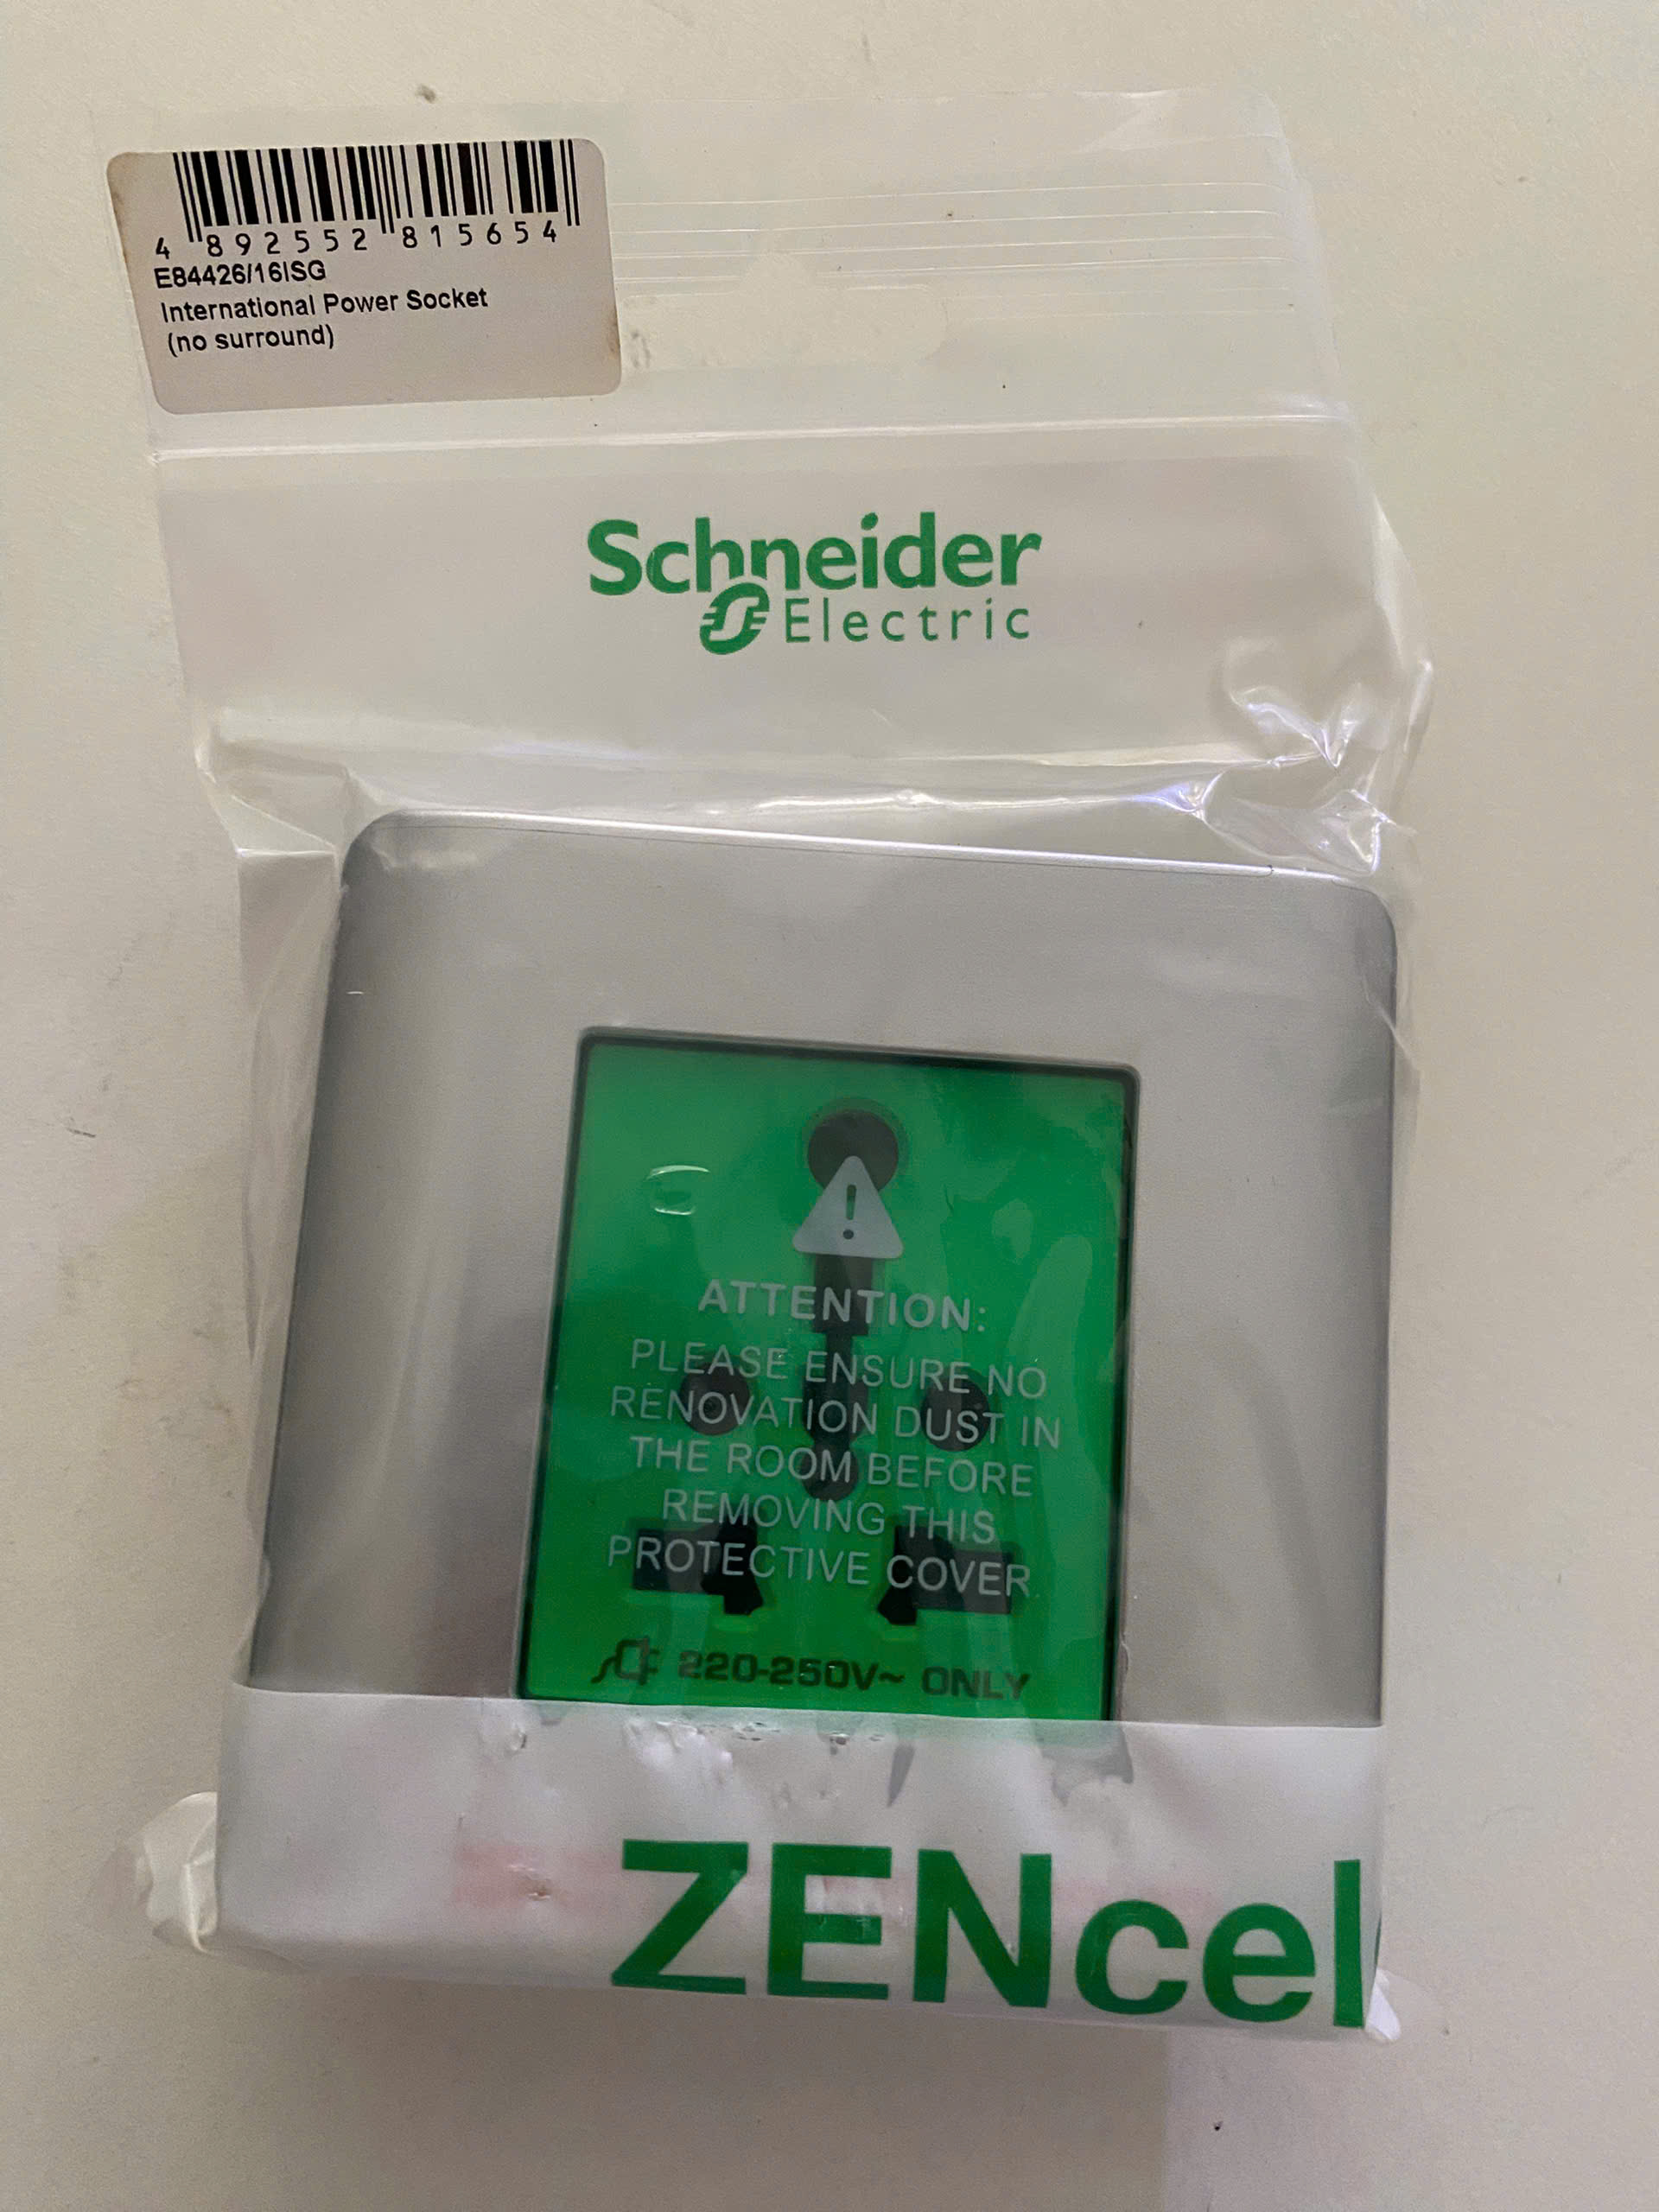 4 892552 815654
E84426/16ISG
International Power Socket
(no surround)
Schneider
Electric
ATTENTION:
PLEASE ENSURE NO
RENOVATION DUST IN
THE ROOM BEFORE
REMOVING THIS
PROTECTIVE COVER
220-250V~ ONLY
ZENcel